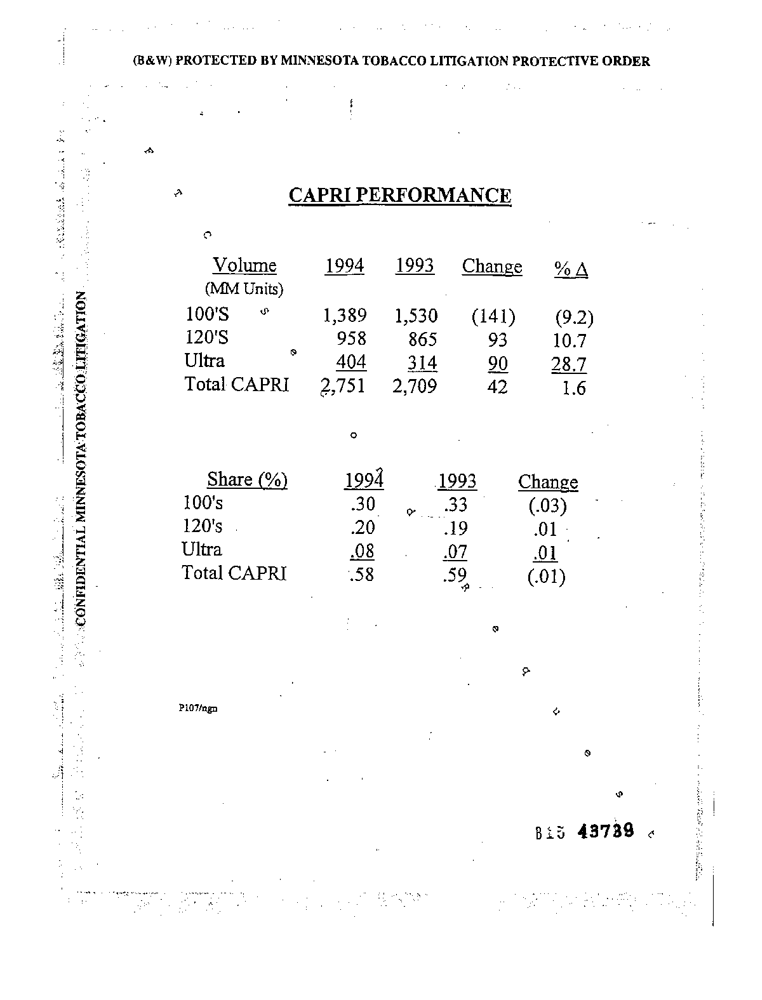 (B&W) PROTECTED BY MINNESOTA TOBACCO LITIGATION PROTECTIVE ORDER
CAPRI PERFORMANCE
Volume 1994 1993 Change % Δ
(MM Units)
100'S 1,389 1,530 (141) (9.2)
120'S 958 865 93 10.7
Ultra 404 314 90 28.7
Total CAPRI 2,751 2,709 42 1.6
Share (%) 1994 1993 Change
100's .30 .33 (.03)
120's .20 .19 .01
Ultra .08 .07 .01
Total CAPRI .58 .59 (.01)
P107/ngn
B15 43739
CONFIDENTIAL MINNESOTA TOBACCO LITIGATION